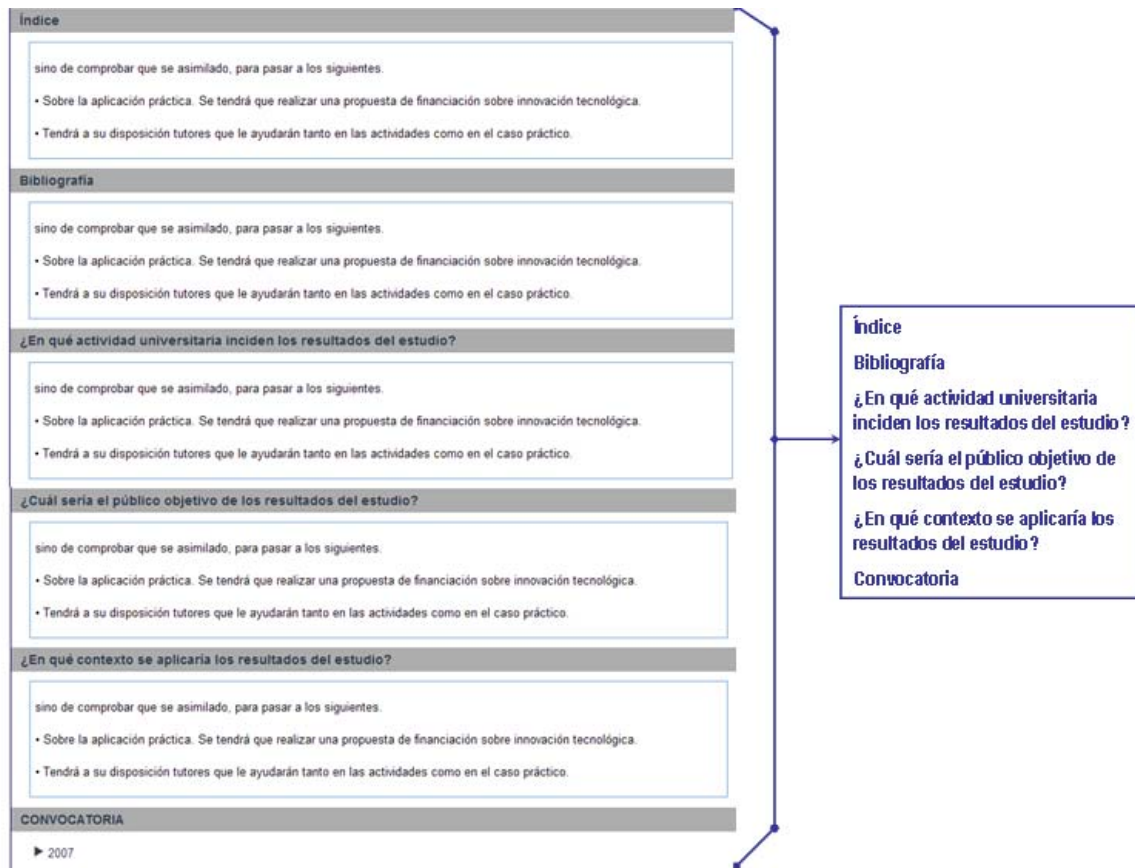 Índice
sino de comprobar que se asimilado, para pasar a los siguientes.
• Sobre la aplicación práctica. Se tendrá que realizar una propuesta de financiación sobre innovación tecnológica.
• Tendrá a su disposición tutores que le ayudarán tanto en las actividades como en el caso práctico.
Bibliografía
sino de comprobar que se asimilado, para pasar a los siguientes.
• Sobre la aplicación práctica. Se tendrá que realizar una propuesta de financiación sobre innovación tecnológica.
• Tendrá a su disposición tutores que le ayudarán tanto en las actividades como en el caso práctico.
¿En qué actividad universitaria inciden los resultados del estudio?
sino de comprobar que se asimilado, para pasar a los siguientes.
• Sobre la aplicación práctica. Se tendrá que realizar una propuesta de financiación sobre innovación tecnológica.
• Tendrá a su disposición tutores que le ayudarán tanto en las actividades como en el caso práctico.
¿Cuál sería el público objetivo de los resultados del estudio?
sino de comprobar que se asimilado, para pasar a los siguientes.
• Sobre la aplicación práctica. Se tendrá que realizar una propuesta de financiación sobre innovación tecnológica.
• Tendrá a su disposición tutores que le ayudarán tanto en las actividades como en el caso práctico.
¿En qué contexto se aplicaría los resultados del estudio?
sino de comprobar que se asimilado, para pasar a los siguientes.
• Sobre la aplicación práctica. Se tendrá que realizar una propuesta de financiación sobre innovación tecnológica.
• Tendrá a su disposición tutores que le ayudarán tanto en las actividades como en el caso práctico.
CONVOCATORIA
► 2007
Índice
Bibliografía
¿En qué actividad universitaria
inciden los resultados del estudio?
¿Cuál sería el público objetivo de
los resultados del estudio?
¿En qué contexto se aplicaría los
resultados del estudio?
Convocatoria